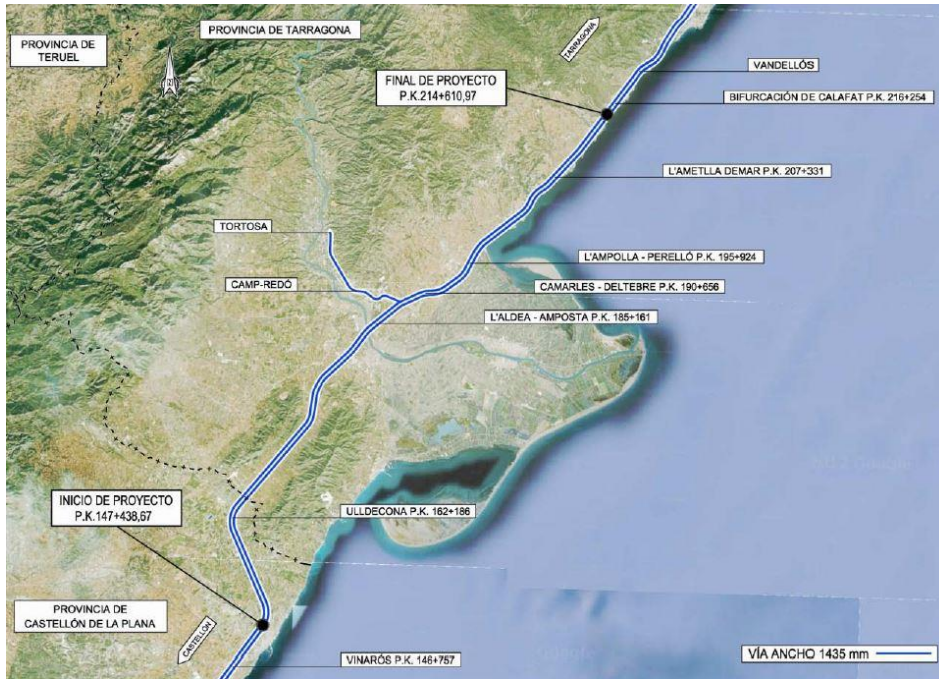 PROVINCIA DE TARRAGONA
PROVINCIA DE
TERUEL
TARRAGONA
FINAL DE PROYECTO
P.K.214+610,97
VANDELLÓS
BIFURCACIÓN DE CALAFAT P.K. 216+254
L'AMETLLA DEMAR P.K. 207+331
TORTOSA
L'AMPOLLA - PERELLÓ P.K. 195+924
CAMP-REDÓ
CAMARLES - DELTEBRE P.K. 190+656
L'ALDEA - AMPOSTA P.K. 185+161
INICIO DE PROYECTO
P.K.147+438,67
ULLDECONA P.K. 162+186
PROVINCIA DE
CASTELLÓN DE LA PLANA
CASTELLÓN
VINARÓS P.K. 146+757
VÍA ANCHO 1435 mm